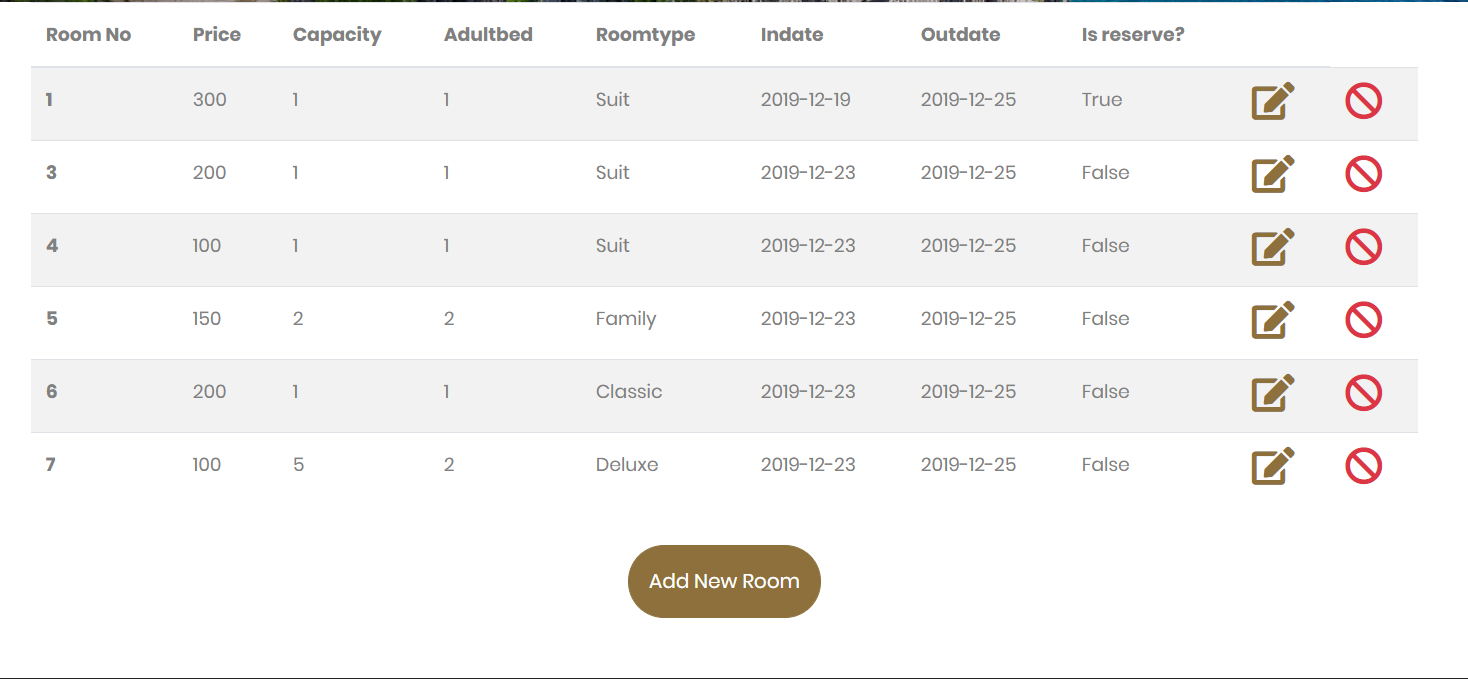 Room No Price Capacity Adultbed Roomtype Indate Outdate Is reserve?
1 300 1 1 Suit 2019-12-19 2019-12-25 True
3 200 1 1 Suit 2019-12-23 2019-12-25 False
4 100 1 1 Suit 2019-12-23 2019-12-25 False
5 150 2 2 Family 2019-12-23 2019-12-25 False
6 200 1 1 Classic 2019-12-23 2019-12-25 False
7 100 5 2 Deluxe 2019-12-23 2019-12-25 False
Add New Room